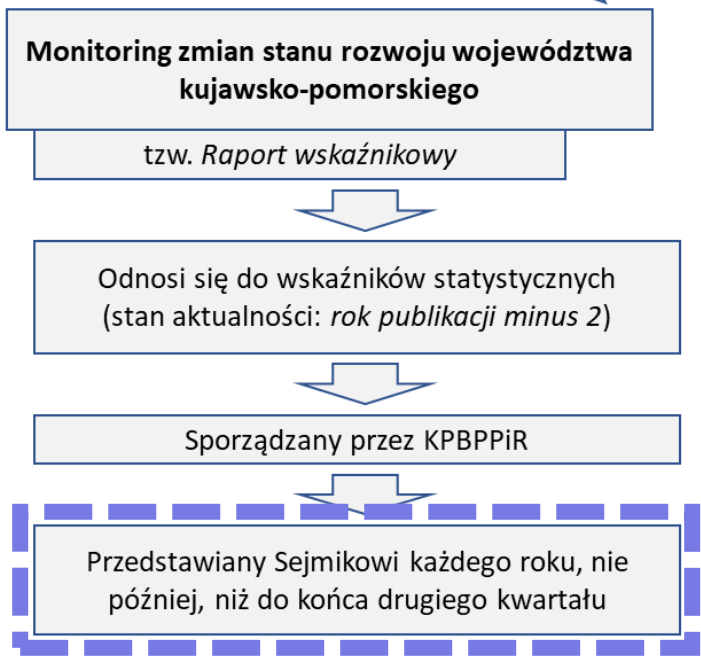 Monitoring zmian stanu rozwoju województwa
kujawsko-pomorskiego
tzw. Raport wskaźnikowy
Odnosi się do wskaźników statystycznych
(stan aktualności: rok publikacji minus 2)
Sporządzany przez KPBPPiR
Przedstawiany Sejmikowi każdego roku, nie
później, niż do końca drugiego kwartału